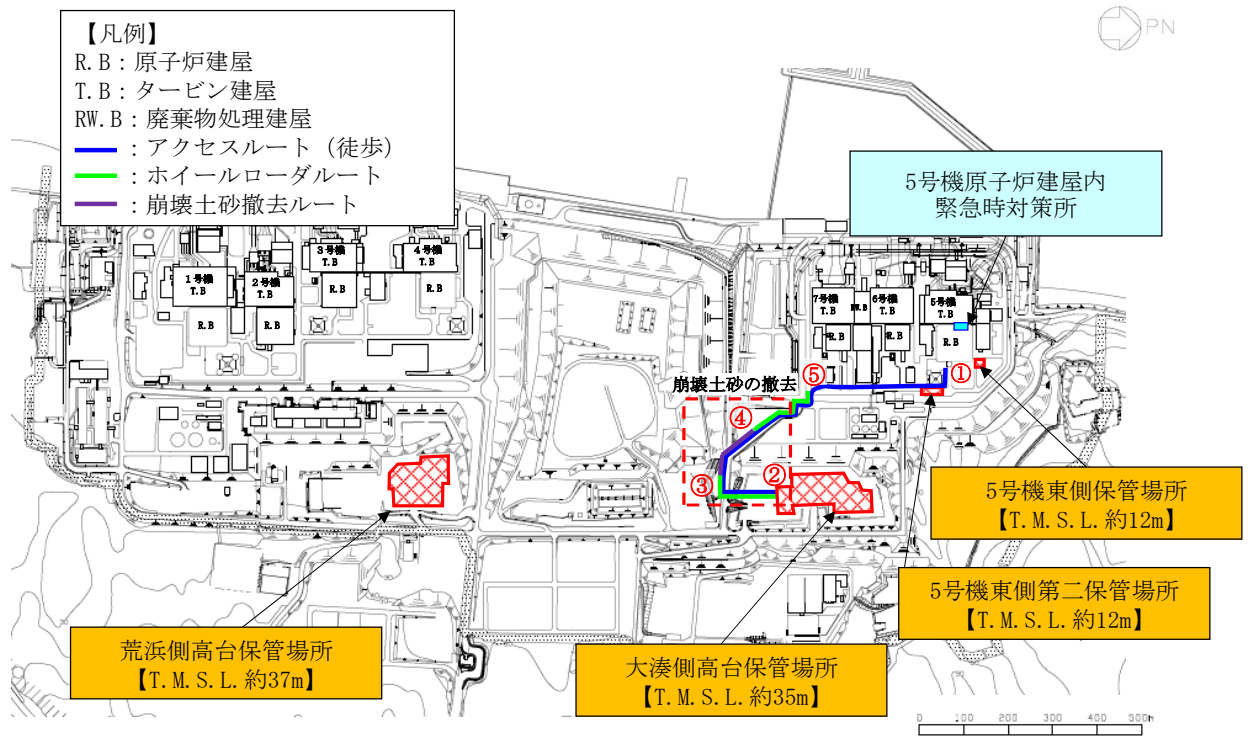 【凡例】
R.B：原子炉建屋
T.B：タービン建屋
RW.B：廃棄物処理建屋
：アクセスルート（徒歩）
：ホイールローダルート
：崩壊土砂撤去ルート
PN
5号機原子炉建屋内
緊急時対策所
1号機
T.B
R.B
2号機
T.B
R.B
3号機
T.B
R.B
4号機
T.B
R.B
7号機
T.B
R.B
RW.B
6号機
T.B
R.B
5号機
T.B
R.B
崩壊土砂の撤去
⑤
①
④
③
②
5号機東側保管場所
【T.M.S.L.約12m】
5号機東側第二保管場所
【T.M.S.L.約12m】
荒浜側高台保管場所
【T.M.S.L.約37m】
大湊側高台保管場所
【T.M.S.L.約35m】
0 100 200 300 400 500m